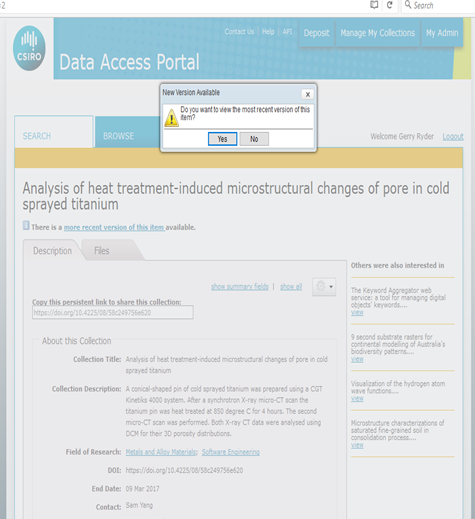 =2
Search
Contact Us | Help | API
Deposit
Manage My Collections
My Admin
CSIRO
Data Access Portal
New Version Available
x
Do you want to view the most recent version of this
item?
Yes
No
SEARCH
BROWSE
Welcome Gerry Ryder
Logout
Analysis of heat treatment-induced microstructural changes of pore in cold
sprayed titanium
There is a more recent version of this item available.
Description
Files
show summary fields | show all
Copy this persistent link to share this collection:
https://doi.org/10.4225/08/58c249756e620
About this Collection
Collection Title: Analysis of heat treatment-induced microstructural changes of pore in cold
sprayed titanium
Collection Description: A conical-shaped pin of cold sprayed titanium was prepared using a CGT
Kinetiks 4000 system. After a synchrotron X-ray micro-CT scan the
titanium pin was heat treated at 850 degree C for 4 hours. The second
micro-CT scan was performed. Both X-ray CT data were analysed using
DCM for their 3D porosity distributions.
Field of Research: Metals and Alloy Materials; Software Engineering
DOI: https://doi.org/10.4225/08/58c249756e620
End Date: 09 Mar 2017
Contact: Sam Yang
Others were also interested in
The Keyword Aggregator web
service: a tool for managing digital
objects' keywords....
view
9 second substrate rasters for
continental modelling of Australia's
biodiversity patterns....
view
Visualization of the hydrogen atom
wave functions....
view
Microstructure characterizations of
saturated fine-grained soil in
consolidation process....
view